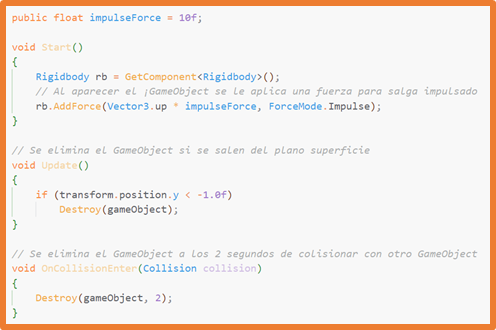 public float impulseForce = 10f;
void Start()
{
Rigidbody rb = GetComponent<Rigidbody>();
// Al aparecer el ¡GameObject se le aplica una fuerza para salga impulsado
rb.AddForce(Vector3.up * impulseForce, ForceMode.Impulse);
}
// Se elimina el GameObject si se salen del plano superficie
void Update()
{
if (transform.position.y < -1.0f)
Destroy(gameObject);
}
// Se elimina el GameObject a los 2 segundos de colisionar con otro GameObject
void OnCollisionEnter(Collision collision)
{
Destroy(gameObject, 2);
}